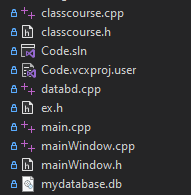 classcourse.cpp
classcourse.h
Code.sln
Code.vcxproj.user
databd.cpp
ex.h
main.cpp
mainWindow.cpp
mainWindow.h
mydatabase.db